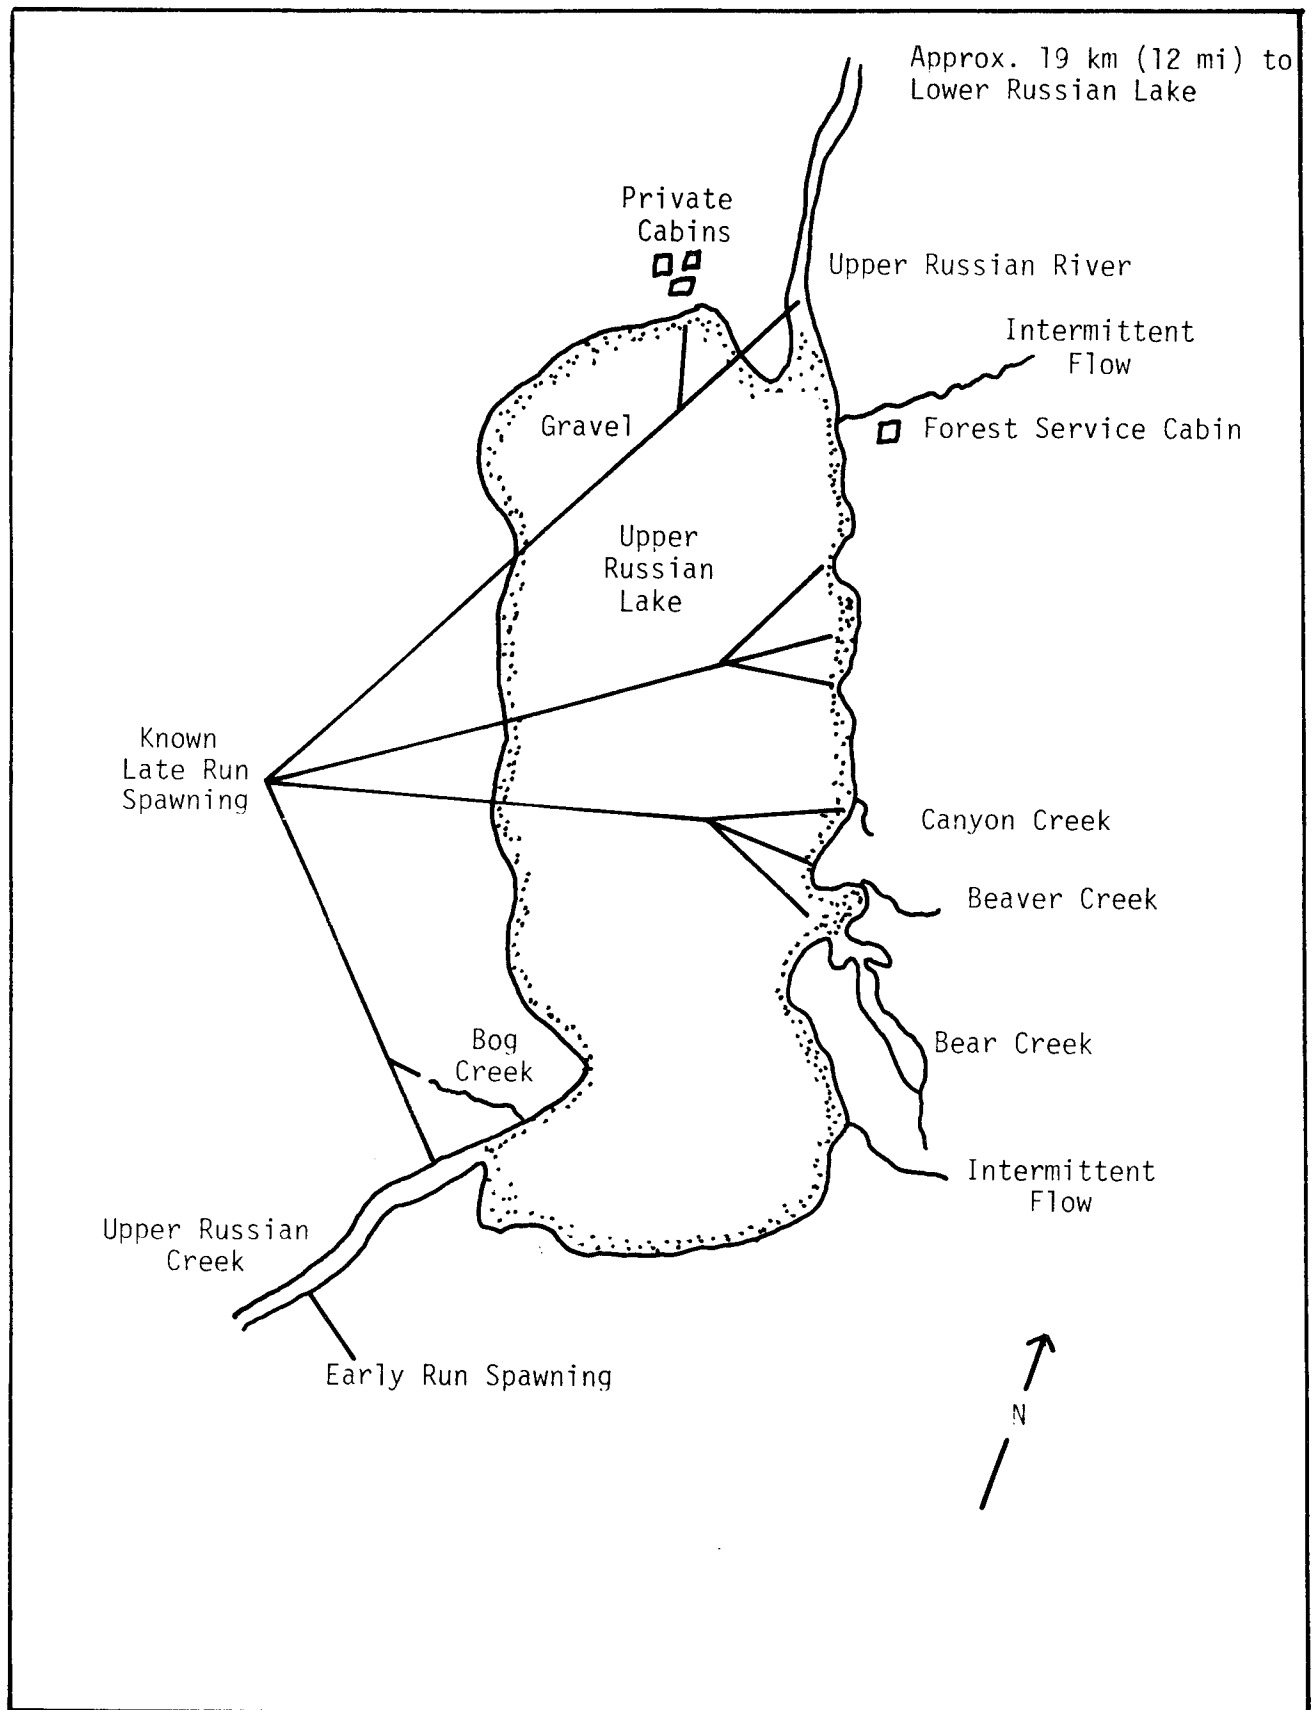 Approx. 19 km (12 mi) to
Lower Russian Lake
Private
Cabins
Upper Russian River
Intermittent
Flow
Gravel
Forest Service Cabin
Upper
Russian
Lake
Known
Late Run
Spawning
Canyon Creek
Beaver Creek
Bog
Creek
Bear Creek
Intermittent
Flow
Upper Russian
Creek
Early Run Spawning
N